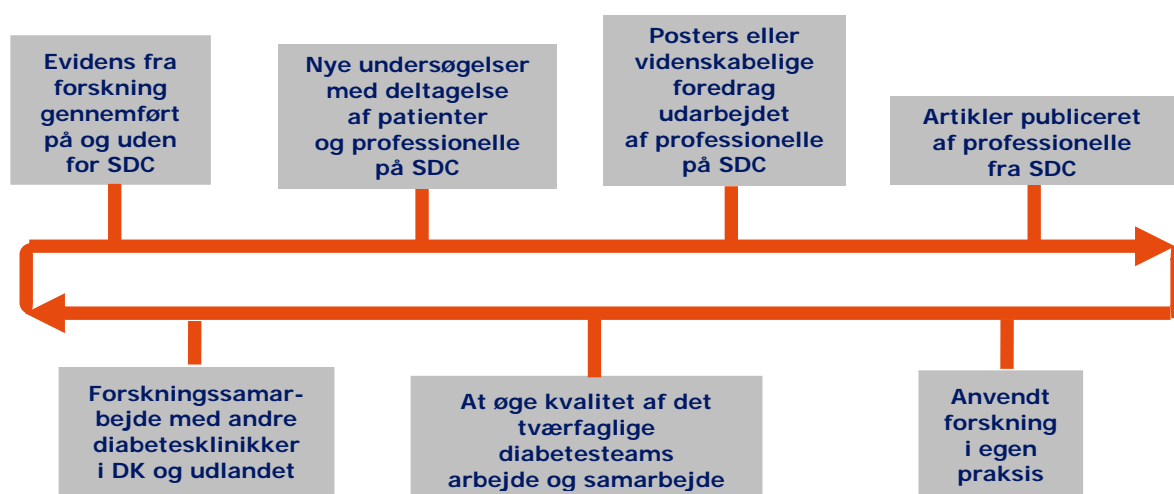 Evidens fra
forskning
gennemført
på og uden
for SDC
Nye undersøgelser
med deltagelse
af patienter
og professionelle
på SDC
Posters eller
videnskabelige
foredrag
udarbejdet
af professionelle
på SDC
Artikler publiceret
af professionelle
fra SDC
Forskningssamar-
bejde med andre
diabetesklinikker
i DK og udlandet
At øge kvalitet af det
tværfaglige
diabetesteams
arbejde og samarbejde
Anvendt
forskning
i egen
praksis